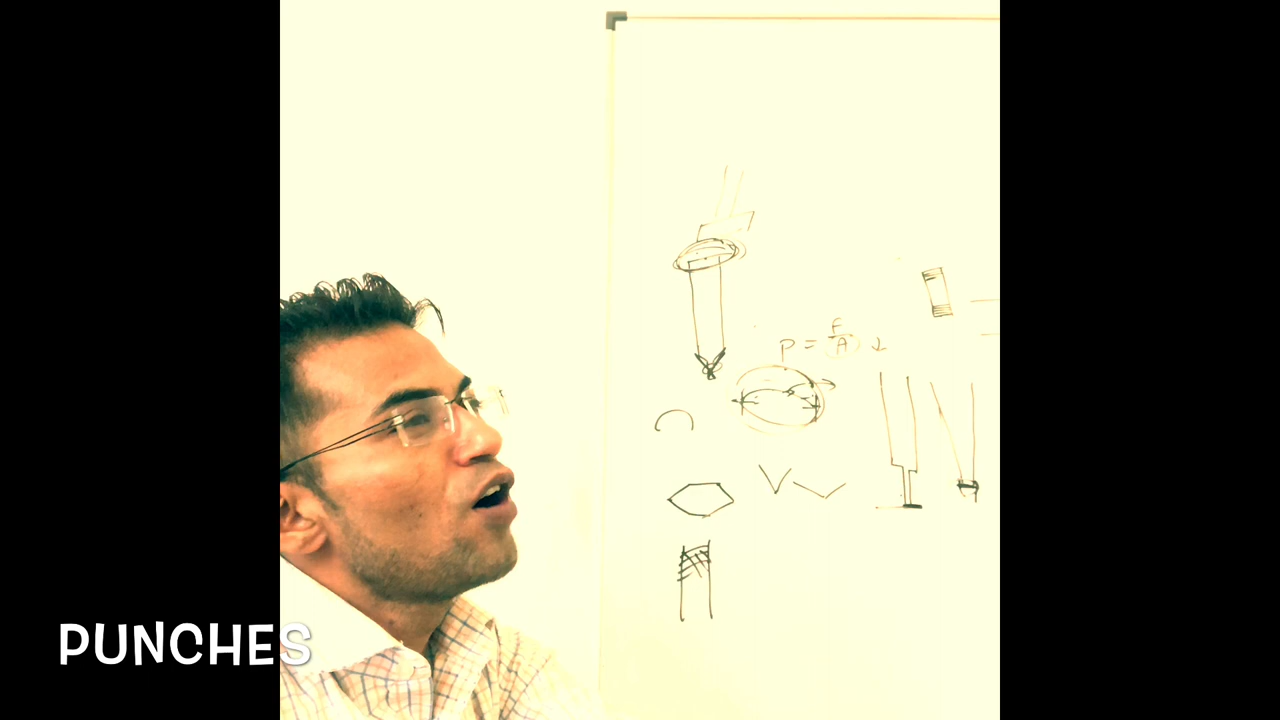 P = F/A ↓
PUNCHES